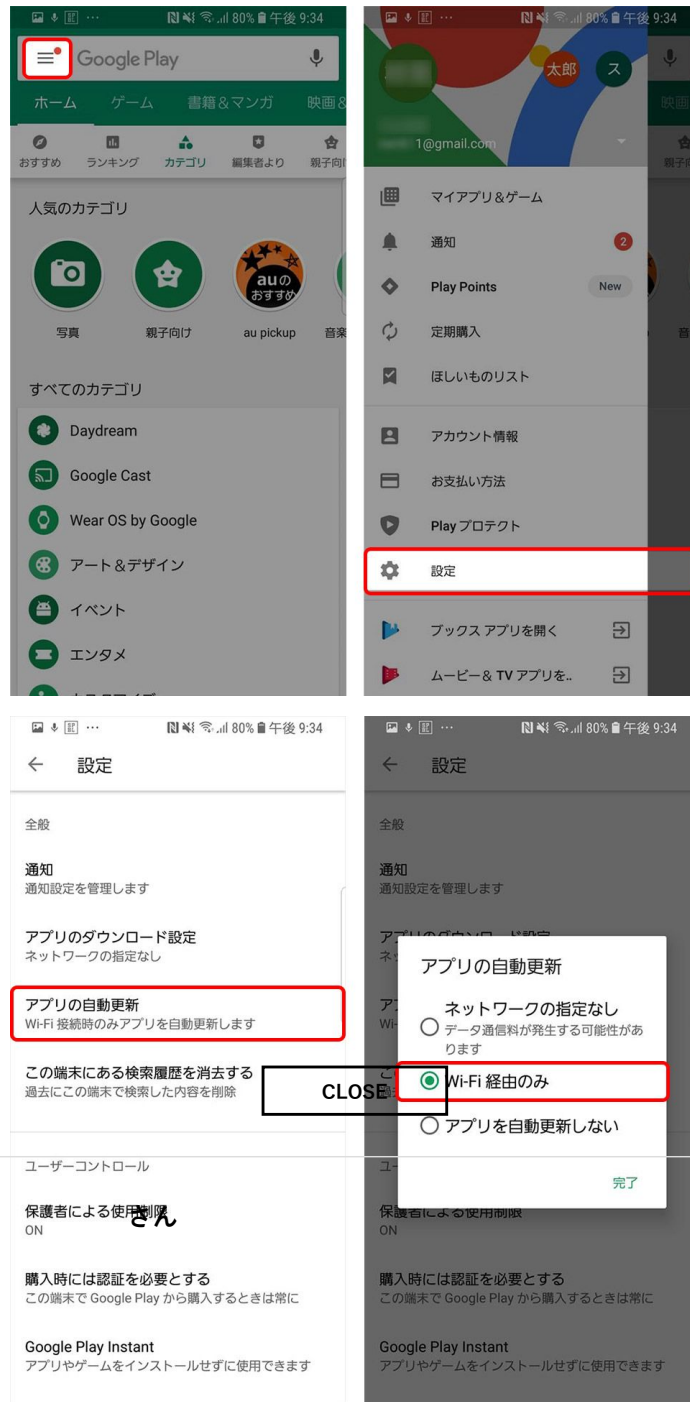 午後 9:34
80%
Google Play
ホーム ゲーム 書籍＆マンガ 映画＆
おすすめ ランキング カテゴリ 編集者より 親子向け
人気のカテゴリ
auの
おすすめ
写真 親子向け au pickup 音楽
すべてのカテゴリ
Daydream
Google Cast
Wear OS by Google
アート＆デザイン
イベント
エンタメ
80% 午後 9:34
太郎 ス
1@gmail.com
マイアプリ＆ゲーム
通知 2
Play Points New
定期購入
ほしいものリスト
アカウント情報
お支払い方法
Play プロテクト
設定
ブックス アプリを開く
ムービー＆ TV アプリを..
80% 午後 9:34
設定
全般
通知
通知設定を管理します
アプリのダウンロード設定
ネットワークの指定なし
アプリの自動更新
Wi-Fi 接続時のみアプリを自動更新します
この端末にある検索履歴を消去する
過去にこの端末で検索した内容を削除
CLOSE
ユーザーコントロール
保護者による使用制限
さん
ON
購入時には認証を必要とする
この端末で Google Play から購入するときは常に
Google Play Instant
アプリやゲームをインストールせずに使用できます
80% 午後 9:34
設定
全般
通知
通知設定を管理します
アプリのダウンロード設定
アプリの自動更新
ネットワークの指定なし
データ通信料が発生する可能性があ
ります
Wi-Fi 経由のみ
アプリを自動更新しない
完了
保護者による使用制限
ON
購入時には認証を必要とする
この端末で Google Play から購入するときは常に
Google Play Instant
アプリやゲームをインストールせずに使用できます